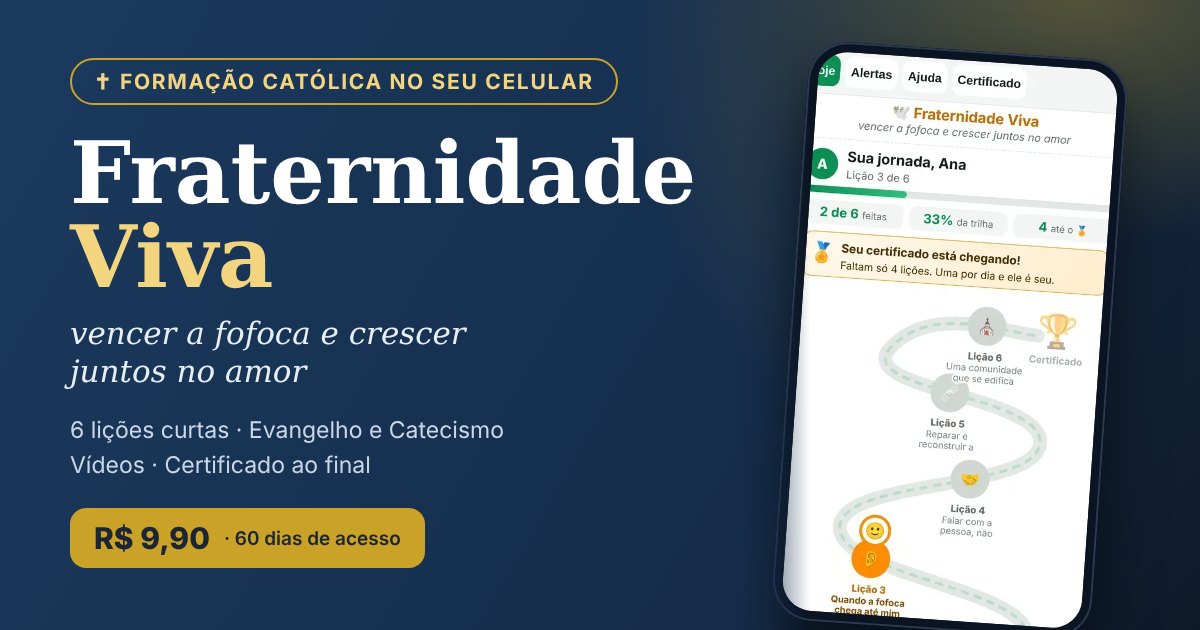 ✝ FORMAÇÃO CATÓLICA NO SEU CELULAR
Fraternidade
Viva
vencer a fofoca e crescer
juntos no amor
6 lições curtas · Evangelho e Catecismo
Vídeos · Certificado ao final
R$ 9,90 · 60 dias de acesso
oje Alertas Ajuda Certificado
Fraternidade Viva
vencer a fofoca e crescer juntos no amor
A
Sua jornada, Ana
Lição 3 de 6
2 de 6 feitas 33% da trilha 4 até o
Seu certificado está chegando!
Faltam só 4 lições. Uma por dia e ele é seu.
Certificado
Lição 6
Uma comunidade
que se edifica
Lição 5
Reparar e
reconstruir a
Lição 4
Falar com a
pessoa, não
Lição 3
Quando a fofoca
chega até mim